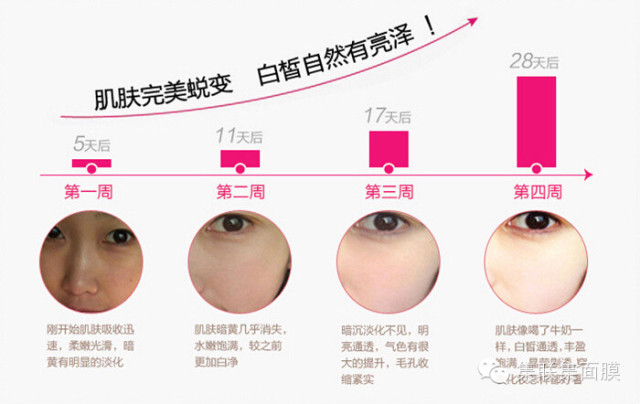 肌肤完美蜕变 白皙自然有亮泽！
5天后
11天后
17天后
28天后
第一周
第二周
第三周
第四周
刚开始肌肤吸收迅
速，柔嫩光滑，暗
黄有明显的淡化
肌肤暗黄几乎消失，
水嫩饱满，较之前
更加白净
暗沉淡化不见，明
亮通透，气色有很
大的提升，毛孔收
缩紧实
肌肤像喝了牛奶一
样，白皙通透，丰盈
饱满
集联集面膜